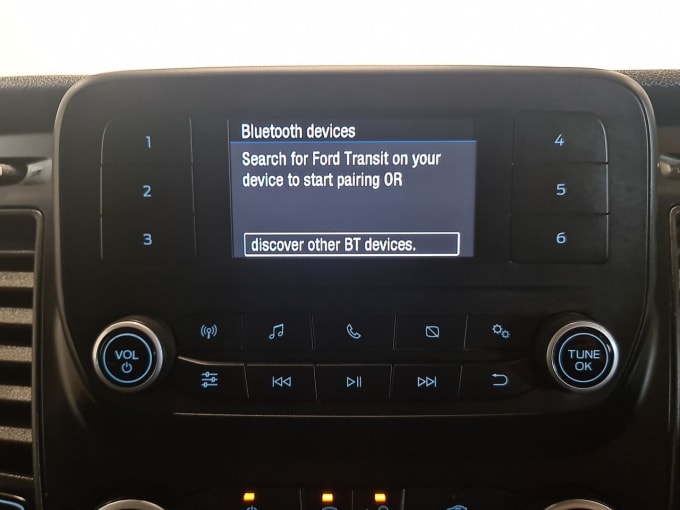 Bluetooth devices
Search for Ford Transit on your
device to start pairing OR
discover other BT devices.
1
2
3
4
5
6
VOL
TUNE
OK